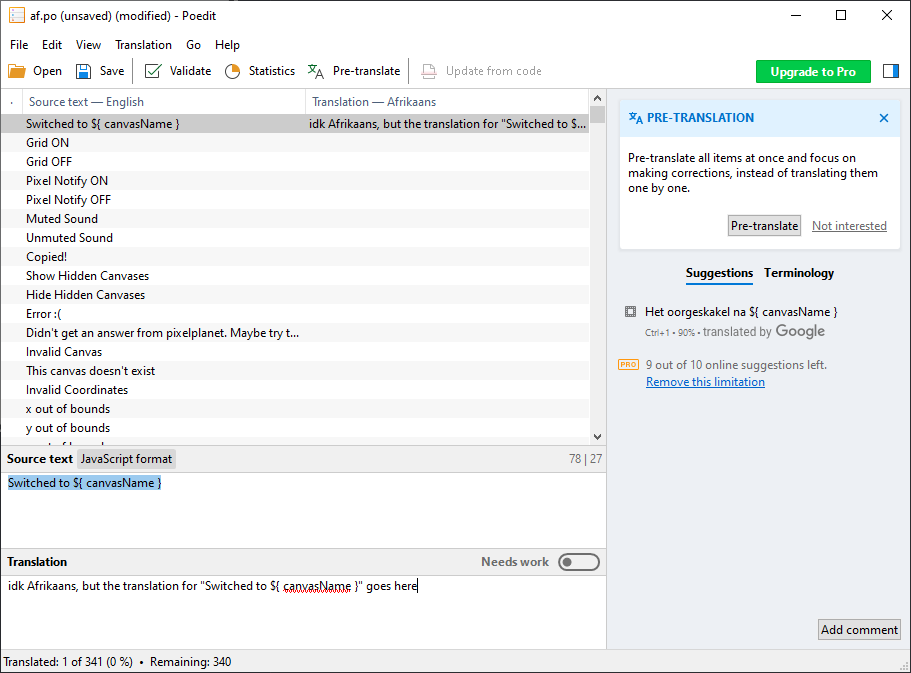 af.po (unsaved) (modified) - Poedit
File Edit View Translation Go Help
Open Save Validate Statistics Pre-translate Update from code Upgrade to Pro
Source text — English Translation — Afrikaans
Switched to ${ canvasName } idk Afrikaans, but the translation for "Switched to $...
Grid ON
Grid OFF
Pixel Notify ON
Pixel Notify OFF
Muted Sound
Unmuted Sound
Copied!
Show Hidden Canvases
Hide Hidden Canvases
Error :(
Didn't get an answer from pixelplanet. Maybe try t...
Invalid Canvas
This canvas doesn't exist
Invalid Coordinates
x out of bounds
y out of bounds
Source text JavaScript format 78 | 27
Switched to ${ canvasName }
Translation Needs work
idk Afrikaans, but the translation for "Switched to ${ canvasName }" goes here
PRE-TRANSLATION
Pre-translate all items at once and focus on
making corrections, instead of translating them
one by one.
Pre-translate Not interested
Suggestions Terminology
Het oorgeskakel na ${ canvasName }
Ctrl+1 • 90% • translated by Google
PRO 9 out of 10 online suggestions left.
Remove this limitation
Add comment
Translated: 1 of 341 (0 %) • Remaining: 340